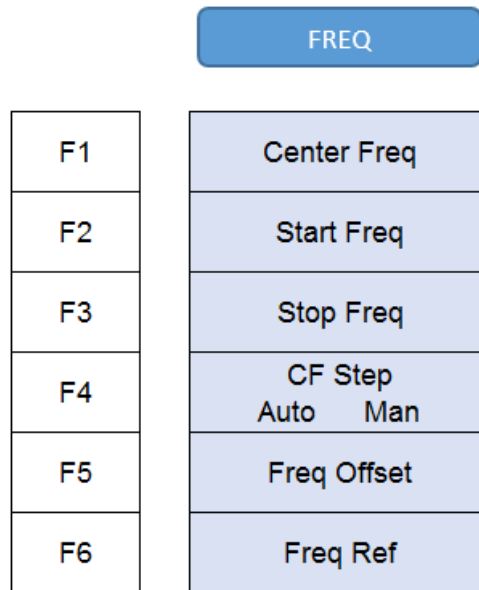 FREQ
F1 Center Freq
F2 Start Freq
F3 Stop Freq
F4 CF Step
Auto Man
F5 Freq Offset
F6 Freq Ref